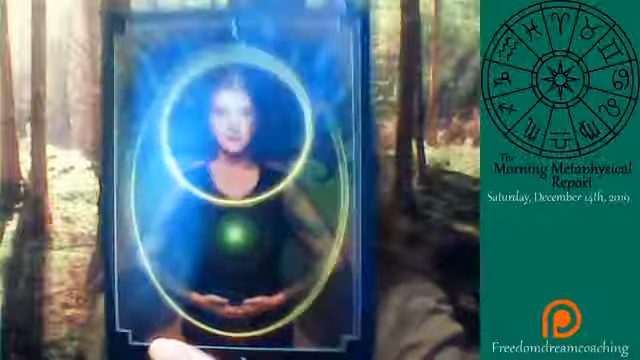 The
Morning Metaphysical
Report
Saturday, December 14th, 2019
Freedomdreamcoaching